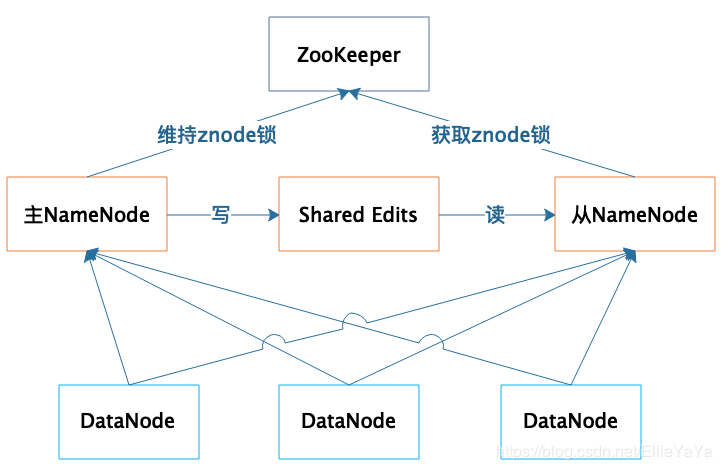 ZooKeeper
维持znode锁
获取znode锁
主NameNode
写
Shared Edits
读
从NameNode
DataNode
DataNode
DataNode
https://blog.csdn.net/EllieYaYa